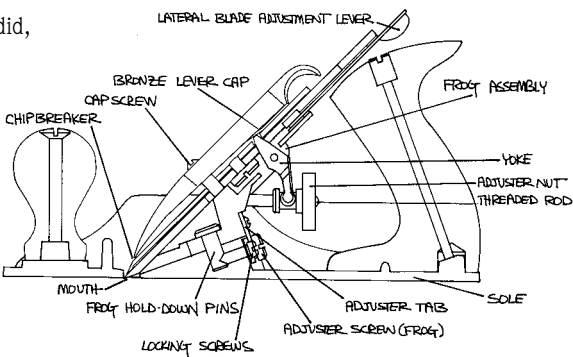 did,
LATERAL BLADE ADJUSTMENT LEVER
BRONZE LEVER CAP
CAP SCREW
CHIPBREAKER
FROG ASSEMBLY
YOKE
ADJUSTER NUT
THREADED ROD
MOUTH
FROG HOLD-DOWN PINS
LOCKING SCREWS
ADJUSTER TAB
ADJUSTER SCREW (FROG)
SOLE